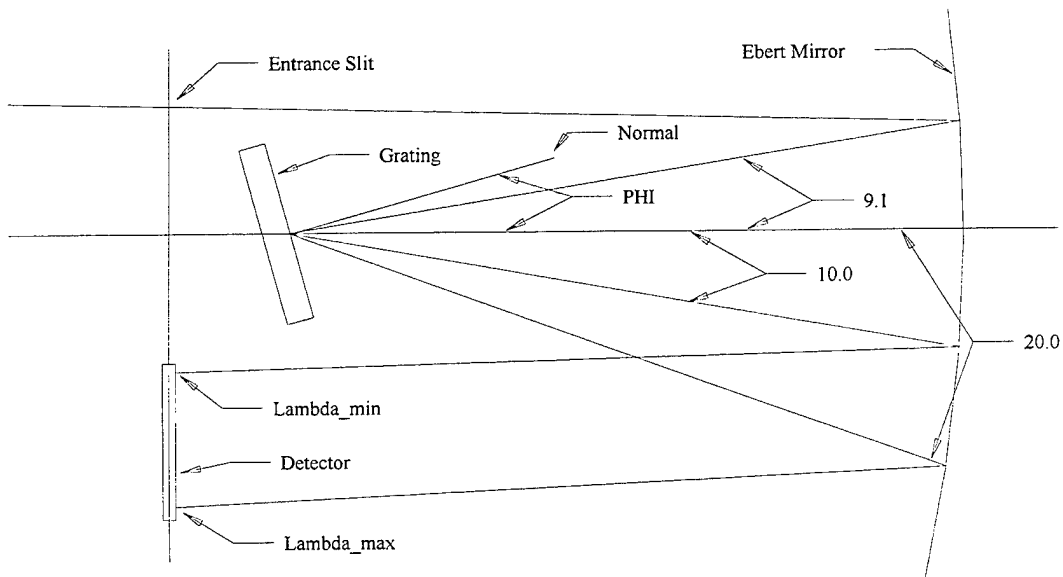 Entrance Slit
Ebert Mirror
Normal
Grating
PHI
9.1
10.0
20.0
Lambda_min
Detector
Lambda_max